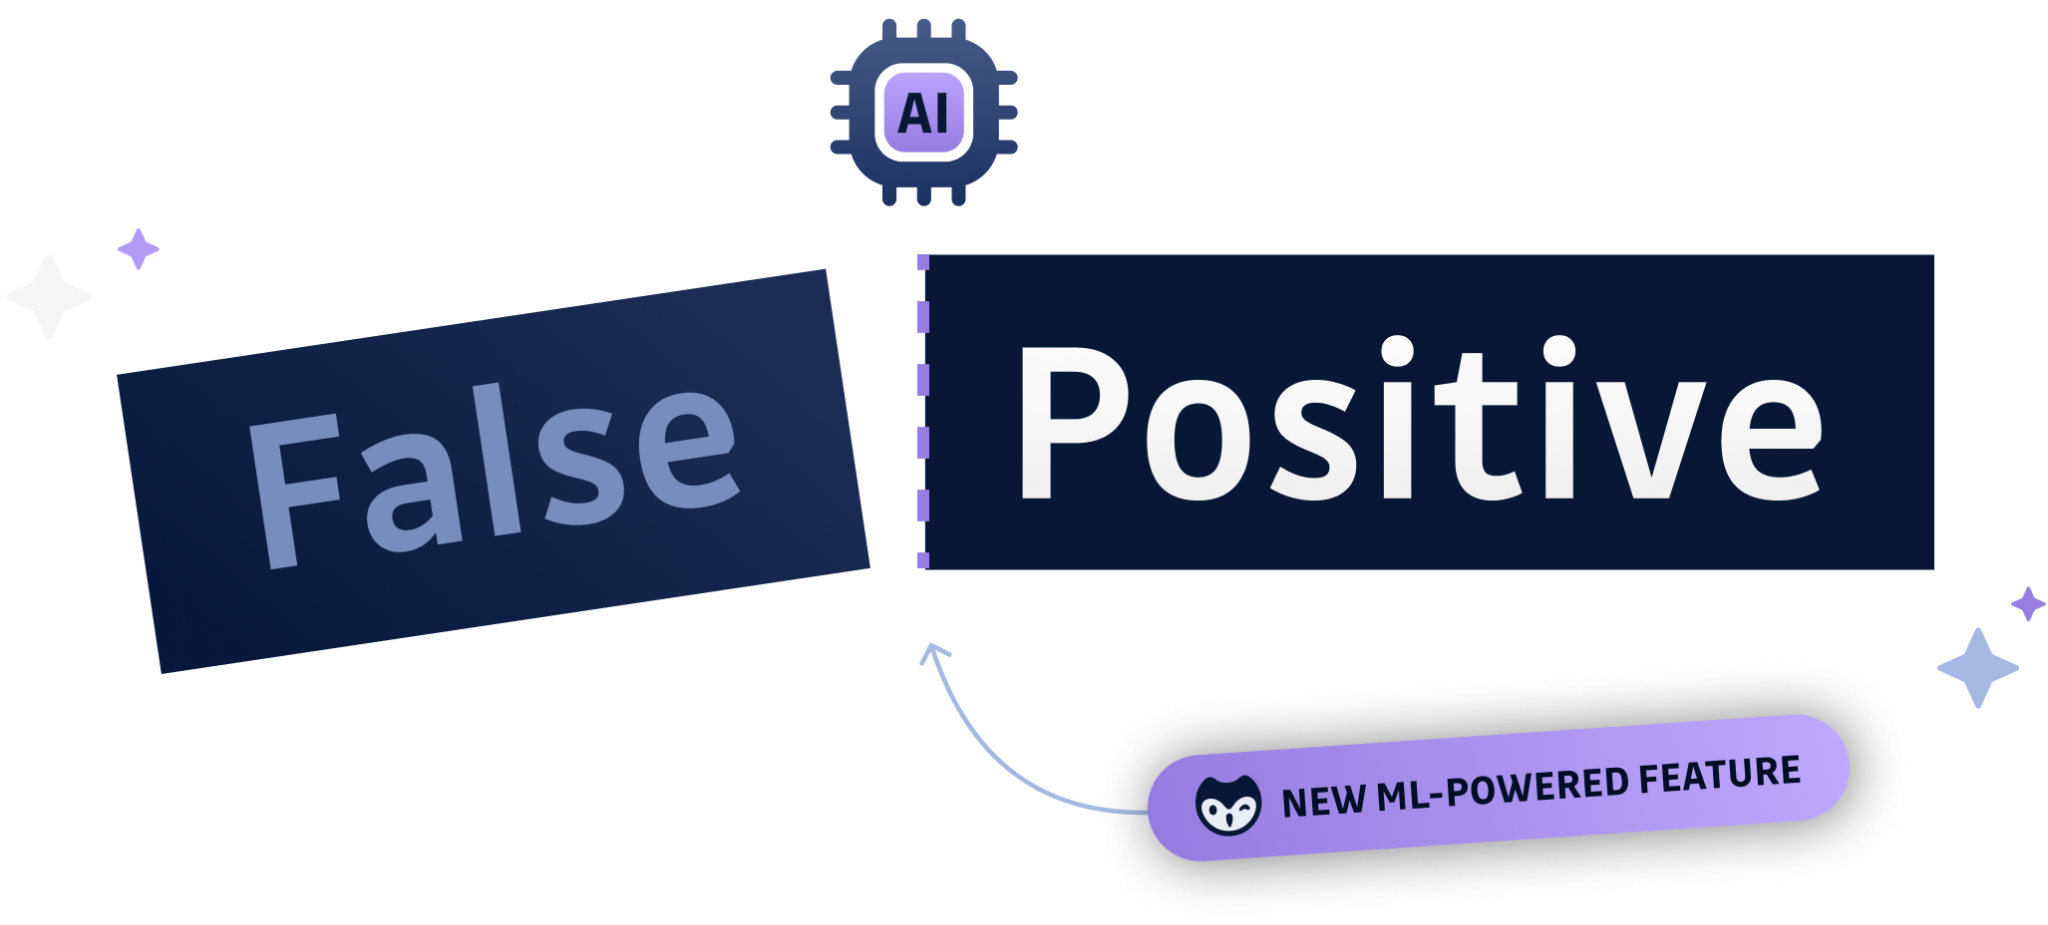 AI
False
Positive
NEW ML-POWERED FEATURE